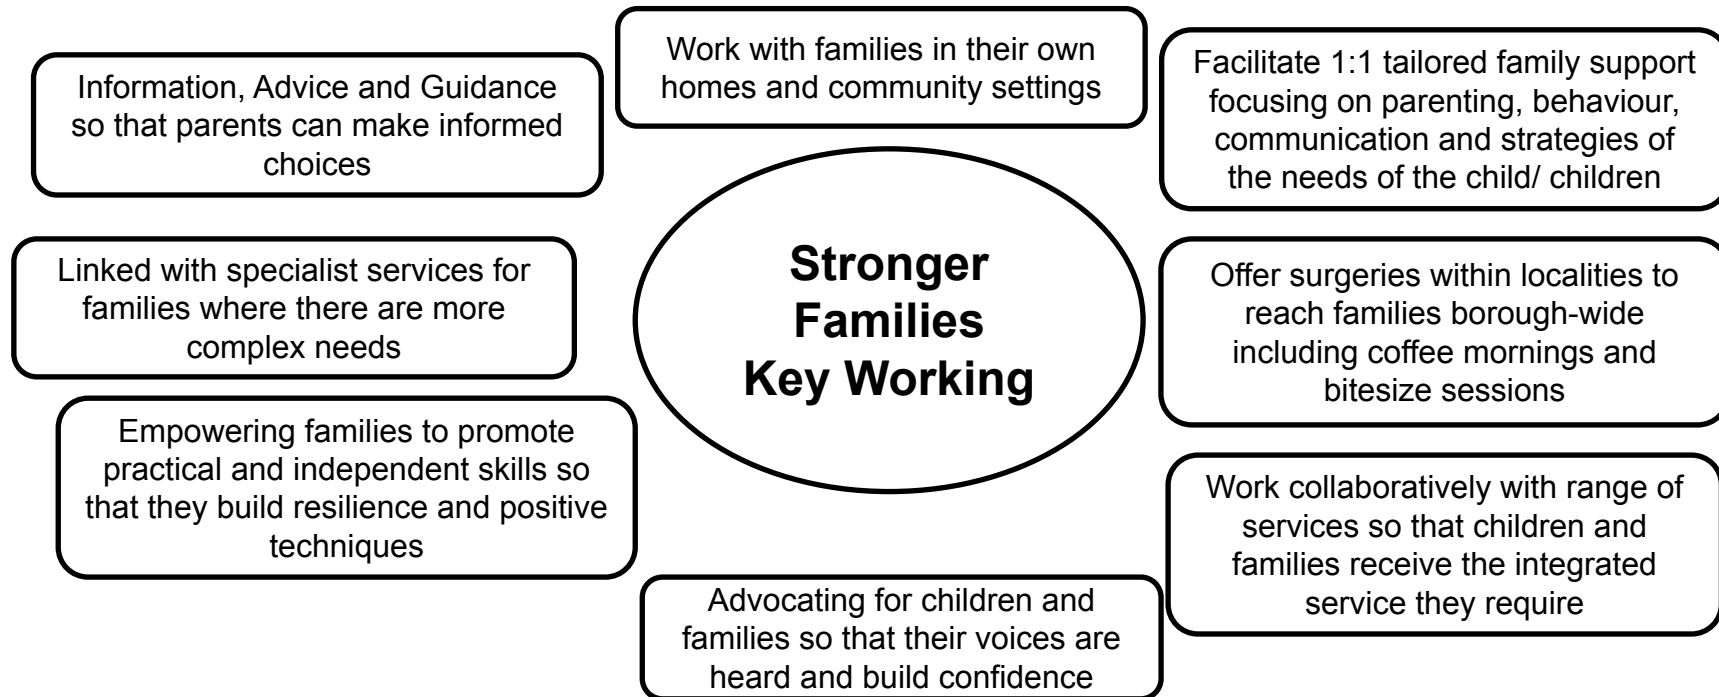 Work with families in their own
homes and community settings
Information, Advice and Guidance
so that parents can make informed
choices
Facilitate 1:1 tailored family support
focusing on parenting, behaviour,
communication and strategies of
the needs of the child/ children
Stronger
Families
Key Working
Linked with specialist services for
families where there are more
complex needs
Offer surgeries within localities to
reach families borough-wide
including coffee mornings and
bitesize sessions
Empowering families to promote
practical and independent skills so
that they build resilience and positive
techniques
Work collaboratively with range of
services so that children and
families receive the integrated
service they require
Advocating for children and
families so that their voices are
heard and build confidence